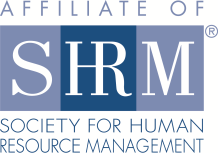 AFFILIATE OF
SHRM®
SOCIETY FOR HUMAN
RESOURCE MANAGEMENT